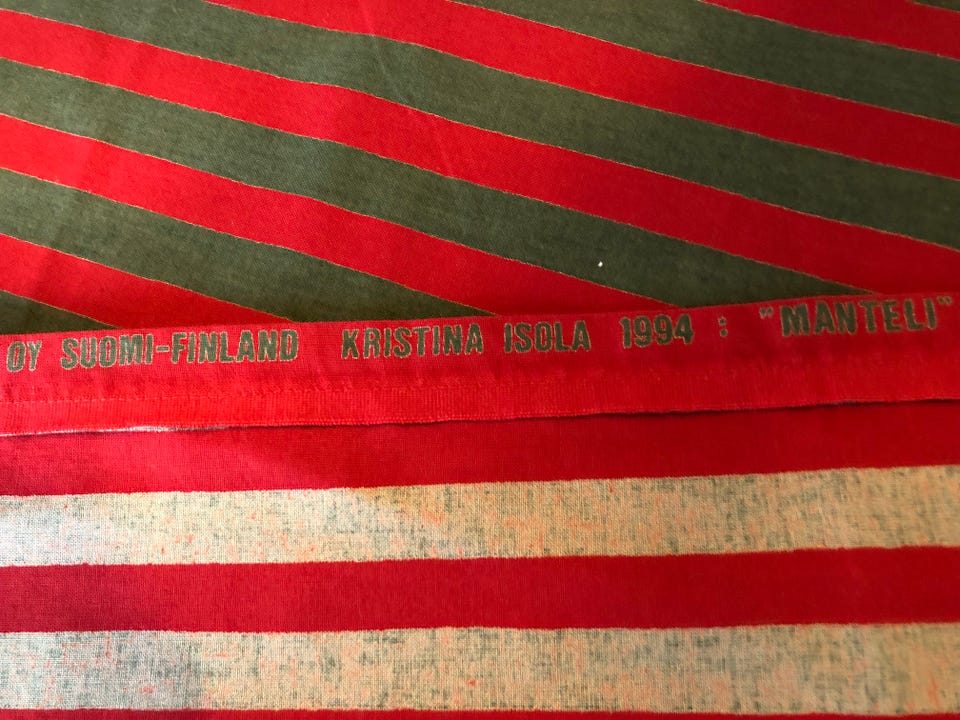 OY SUOMI-FINLAND KRISTINA ISOLA 1994 : "MANTELI"